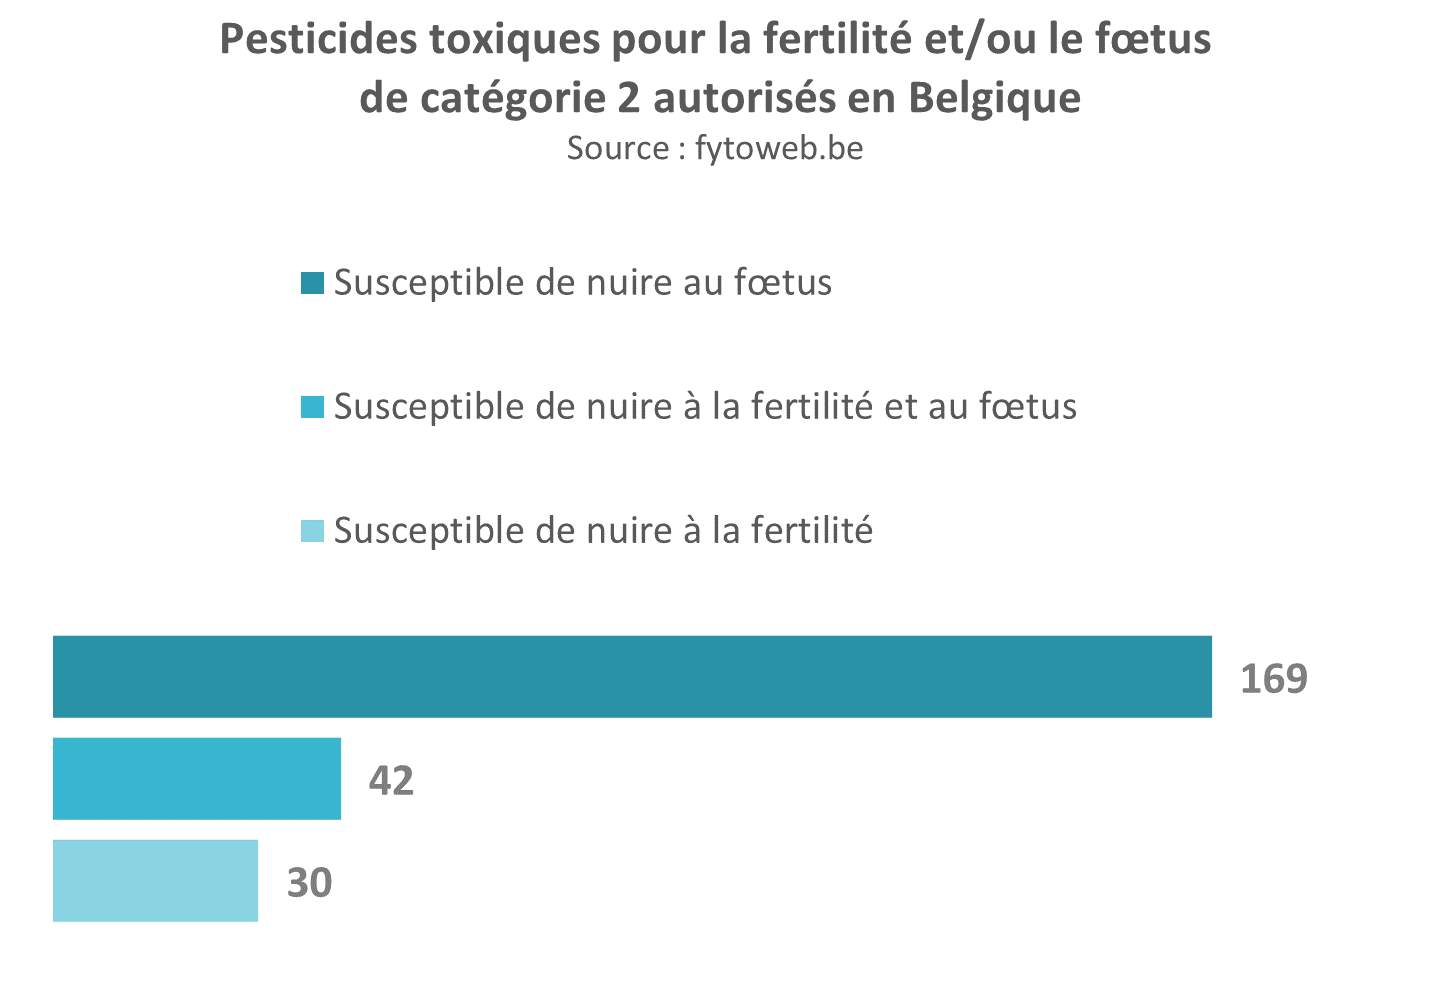 Pesticides toxiques pour la fertilité et/ou le fœtus
de catégorie 2 autorisés en Belgique
Source : fytoweb.be
Susceptible de nuire au fœtus
Susceptible de nuire à la fertilité et au fœtus
Susceptible de nuire à la fertilité
169
42
30